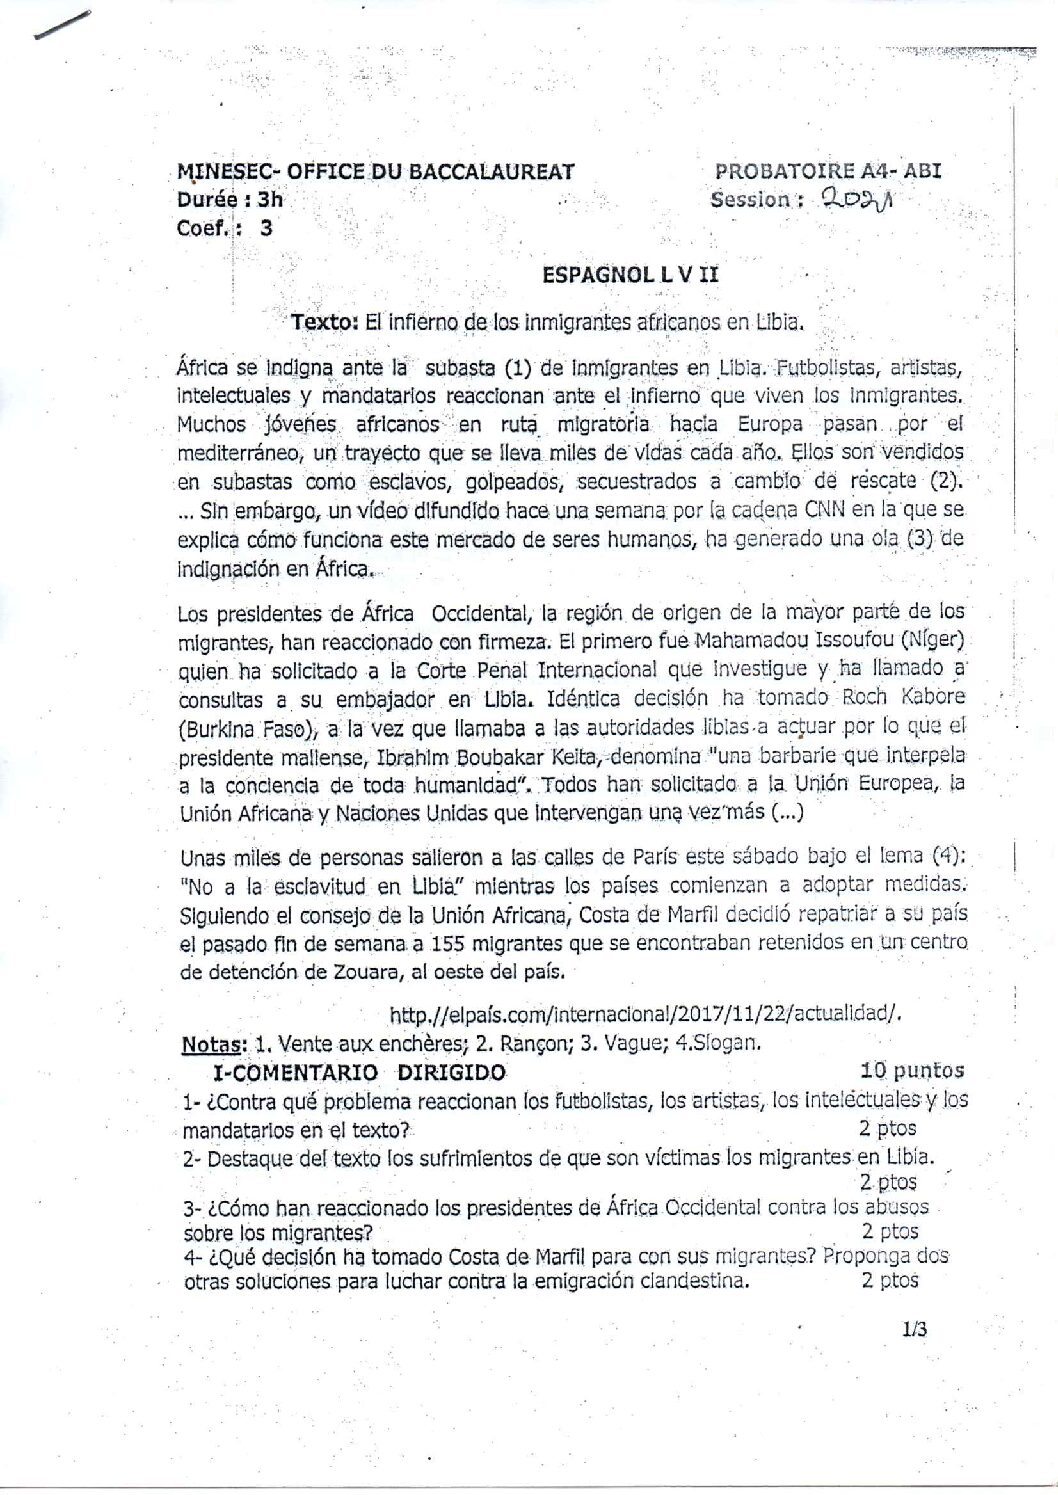 MINESEC- OFFICE DU BACCALAUREAT PROBATOIRE A4- ABI
Durée : 3h Session : 2021
Coef. : 3
ESPAGNOL L V II
Texto: El infierno de los inmigrantes africanos en Libia.
África se indigna ante la subasta (1) de inmigrantes en Libia. Futbolistas, artistas,
intelectuales y mandatarios reaccionan ante el infierno que viven los inmigrantes.
Muchos jóvenes africanos en ruta migratoria hacia Europa pasan por el
mediterráneo, un trayecto que se lleva miles de vidas cada año. Ellos son vendidos
en subastas como esclavos, golpeados, secuestrados a cambio de rescate (2).
... Sin embargo, un vídeo difundido hace una semana por la cadena CNN en la que se
explica cómo funciona este mercado de seres humanos, ha generado una ola (3) de
indignación en África.
Los presidentes de África Occidental, la región de origen de la mayor parte de los
migrantes, han reaccionado con firmeza. El primero fue Mahamadou Issoufou (Níger)
quien ha solicitado a la Corte Penal Internacional que investigue y ha llamado a
consultas a su embajador en Libia. Idéntica decisión ha tomado Roch Kabore
(Burkina Faso), a la vez que llamaba a las autoridades libias a actuar por lo que el
presidente maliense, Ibrahim Boubakar Keita, denomina "una barbarie que interpela
a la conciencia de toda humanidad". Todos han solicitado a la Unión Europea, la
Unión Africana y Naciones Unidas que intervengan una vez más (...)
Unas miles de personas salieron a las calles de París este sábado bajo el lema (4):
"No a la esclavitud en Libia" mientras los países comienzan a adoptar medidas.
Siguiendo el consejo de la Unión Africana, Costa de Marfil decidió repatriar a su país
el pasado fin de semana a 155 migrantes que se encontraban retenidos en un centro
de detención de Zouara, al oeste del país.
http.//elpaís.com/internacional/2017/11/22/actualidad/.
Notas: 1. Vente aux enchères; 2. Rançon; 3. Vague; 4.Slogan.
I-COMENTARIO DIRIGIDO 10 puntos
1- ¿Contra qué problema reaccionan los futbolistas, los artistas, los intelectuales y los
mandatarios en el texto? 2 ptos
2- Destaque del texto los sufrimientos de que son víctimas los migrantes en Libia.
2 ptos
3- ¿Cómo han reaccionado los presidentes de África Occidental contra los abusos
sobre los migrantes? 2 ptos
4- ¿Qué decisión ha tomado Costa de Marfil para con sus migrantes? Proponga dos
otras soluciones para luchar contra la emigración clandestina. 2 ptos
1/3